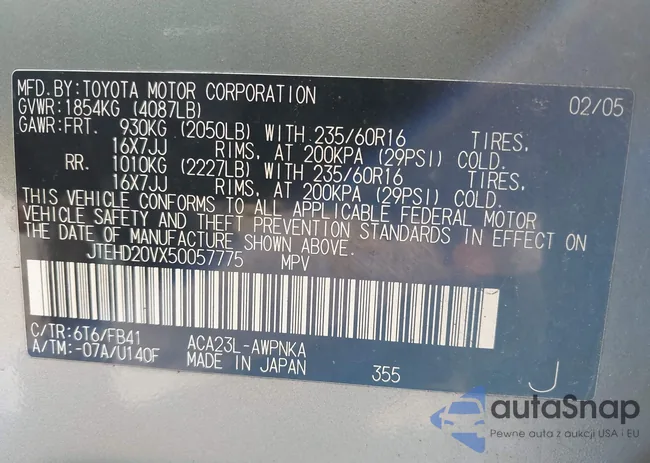 MFD.BY:TOYOTA MOTOR CORPORATION 02/05
GVWR:1854KG (4087LB)
GAWR:FRT. 930KG (2050LB) WITH 235/60R16 TIRES,
16X7JJ RIMS, AT 200KPA (29PSI) COLD.
RR. 1010KG (2227LB) WITH 235/60R16 TIRES,
16X7JJ RIMS, AT 200KPA (29PSI) COLD.
THIS VEHICLE CONFORMS TO ALL APPLICABLE FEDERAL MOTOR
VEHICLE SAFETY AND THEFT PREVENTION STANDARDS IN EFFECT ON
THE DATE OF MANUFACTURE SHOWN ABOVE.
JTEHD20VX50057775 MPV
C/TR:6T6/FB41 ACA23L-AWPNKA
A/TM:-07A/U140F MADE IN JAPAN 355 J
autaSnap
Pewne auta z aukcji USA i EU